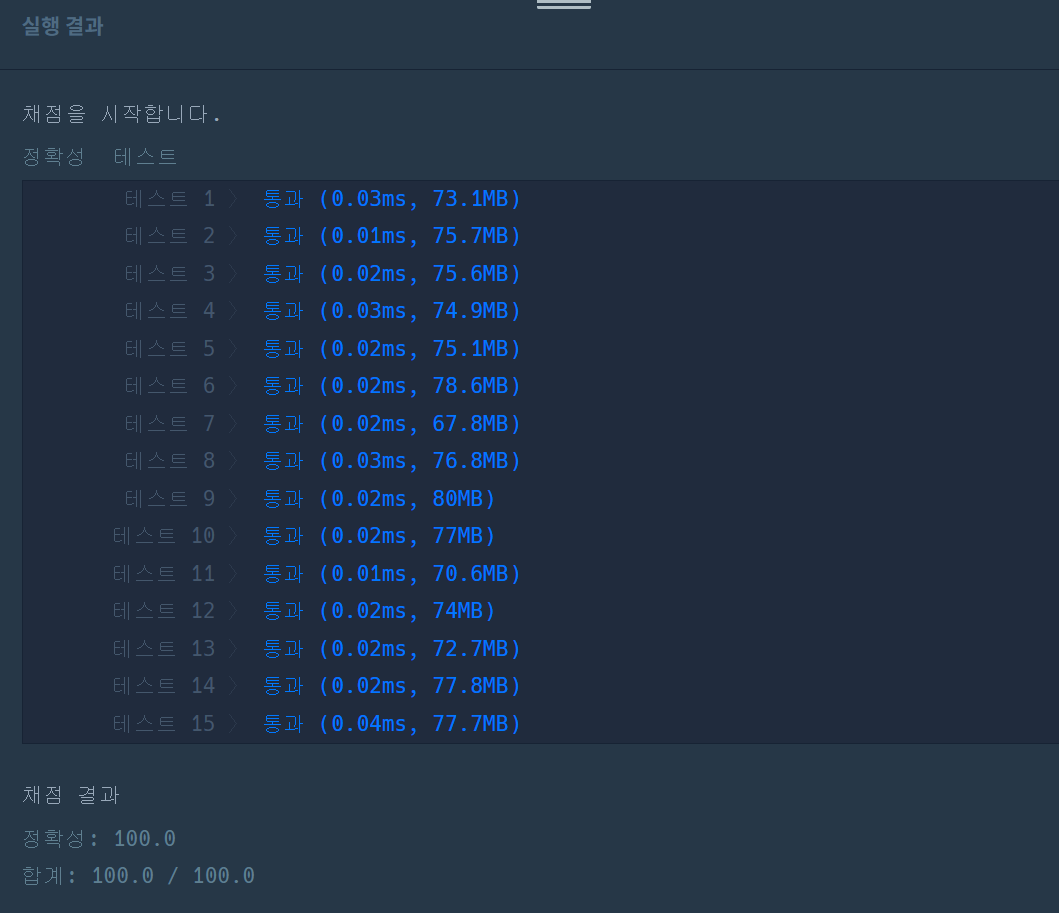 실행 결과
채점을 시작합니다.
정확성 테스트
테스트 1 〉 통과 (0.03ms, 73.1MB)
테스트 2 〉 통과 (0.01ms, 75.7MB)
테스트 3 〉 통과 (0.02ms, 75.6MB)
테스트 4 〉 통과 (0.03ms, 74.9MB)
테스트 5 〉 통과 (0.02ms, 75.1MB)
테스트 6 〉 통과 (0.02ms, 78.6MB)
테스트 7 〉 통과 (0.02ms, 67.8MB)
테스트 8 〉 통과 (0.03ms, 76.8MB)
테스트 9 〉 통과 (0.02ms, 80MB)
테스트 10 〉 통과 (0.02ms, 77MB)
테스트 11 〉 통과 (0.01ms, 70.6MB)
테스트 12 〉 통과 (0.02ms, 74MB)
테스트 13 〉 통과 (0.02ms, 72.7MB)
테스트 14 〉 통과 (0.02ms, 77.8MB)
테스트 15 〉 통과 (0.04ms, 77.7MB)
채점 결과
정확성: 100.0
합계: 100.0 / 100.0